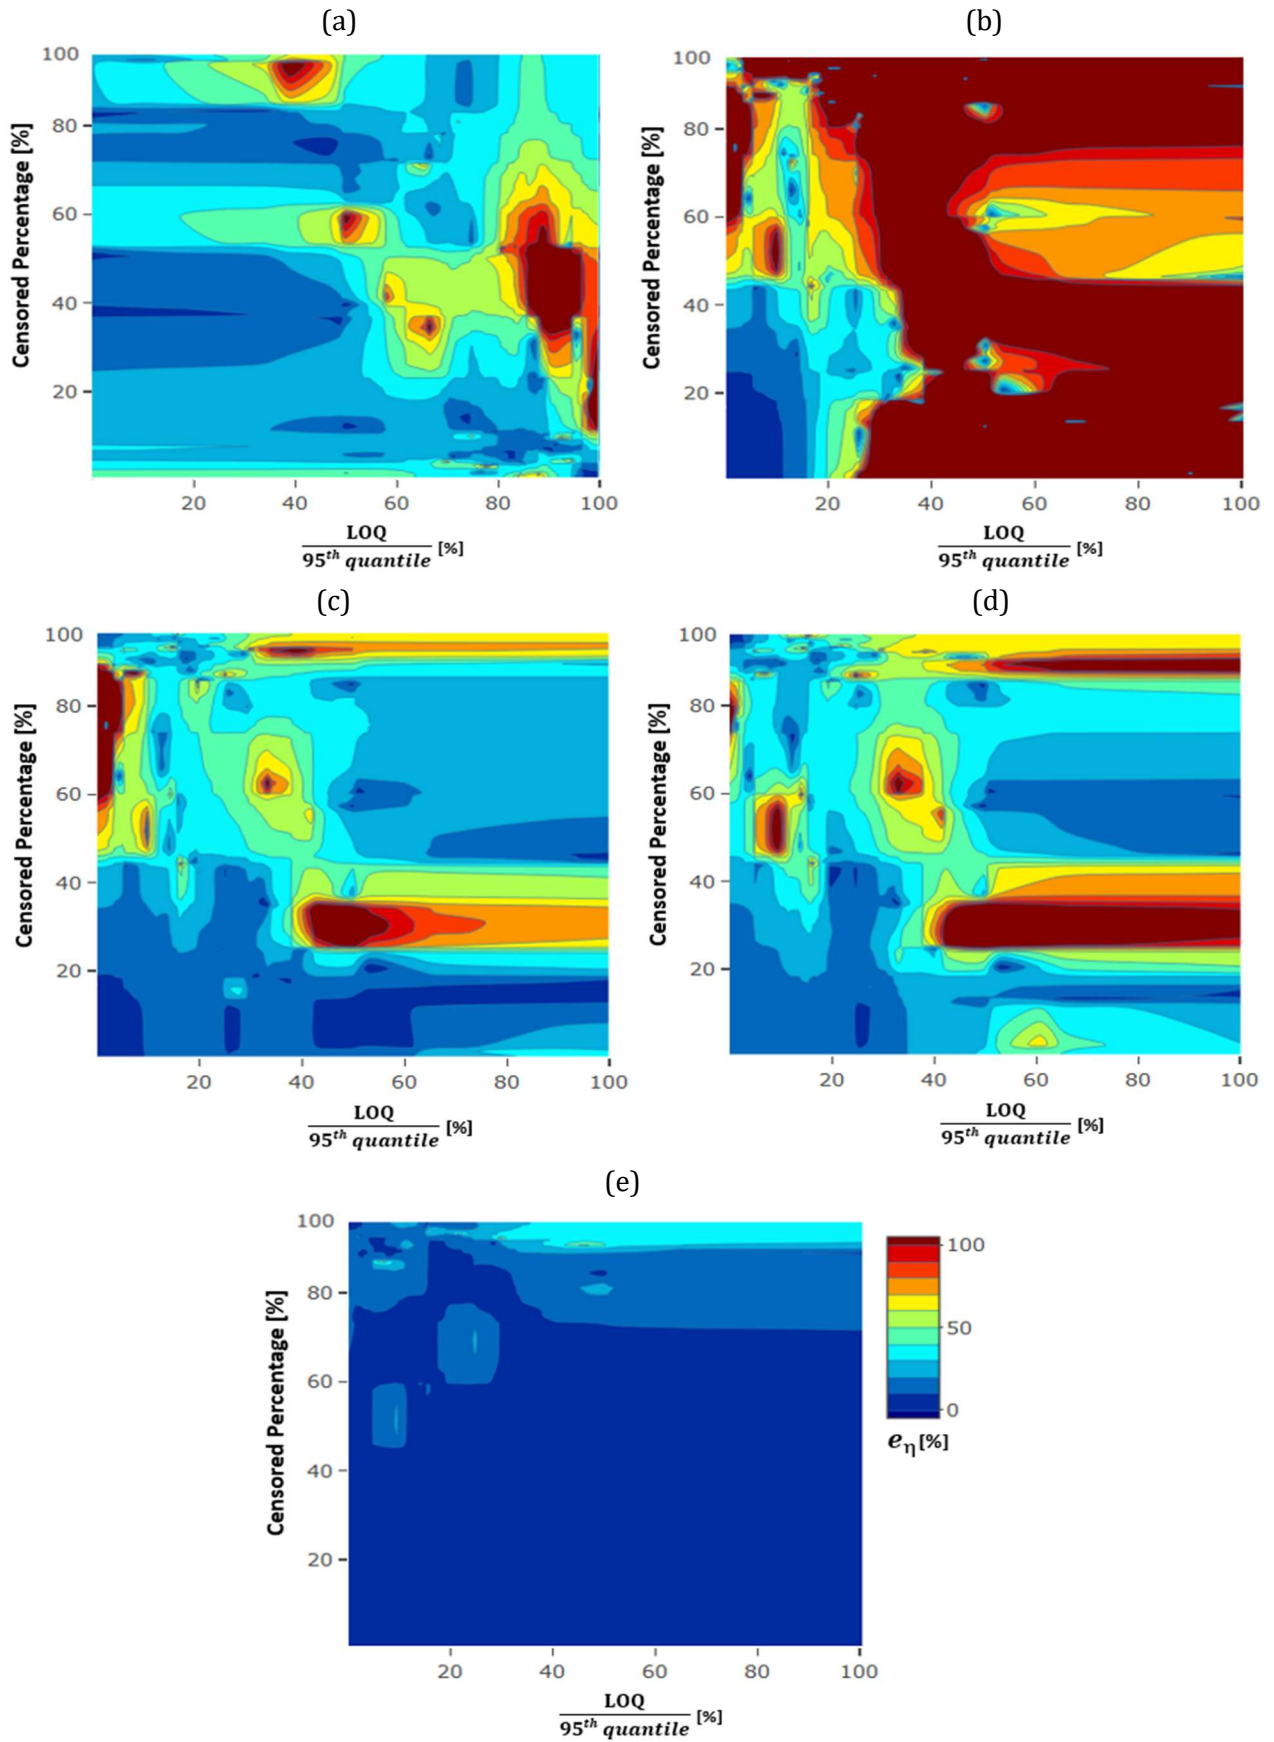 (a) (b)
100 100
80 80
60 60
40 40
20 20
Censored Percentage [%] Censored Percentage [%]
20 40 60 80 100 20 40 60 80 100
LOQ LOQ
95th quantile [%] 95th quantile [%]
(c) (d)
100 100
80 80
60 60
40 40
20 20
Censored Percentage [%] Censored Percentage [%]
20 40 60 80 100 20 40 60 80 100
LOQ LOQ
95th quantile [%] 95th quantile [%]
(e)
100
80
60
40
20
Censored Percentage [%]
20 40 60 80 100
LOQ
95th quantile [%]
100
50
0
eη [%]